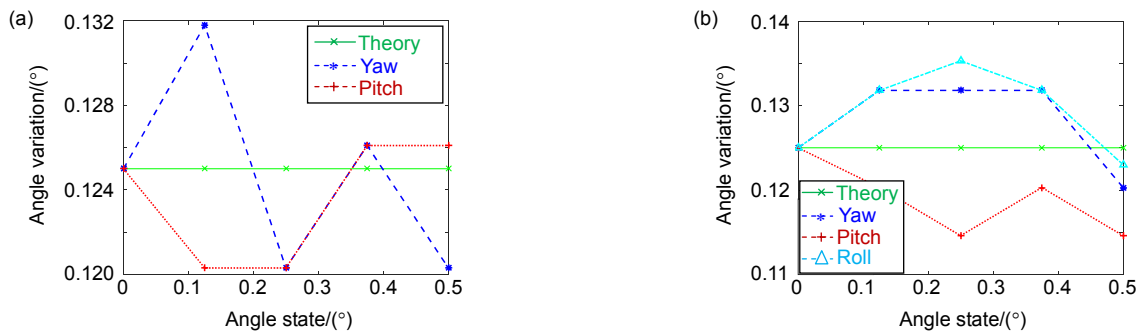 (a)
0.132
0.128
0.124
0.120
Angle variation/(°)
Theory
Yaw
Pitch
0 0.1 0.2 0.3 0.4 0.5
Angle state/(°)
(b)
0.14
0.13
0.12
0.11
Angle variation/(°)
Theory
Yaw
Pitch
Roll
0 0.1 0.2 0.3 0.4 0.5
Angle state/(°)